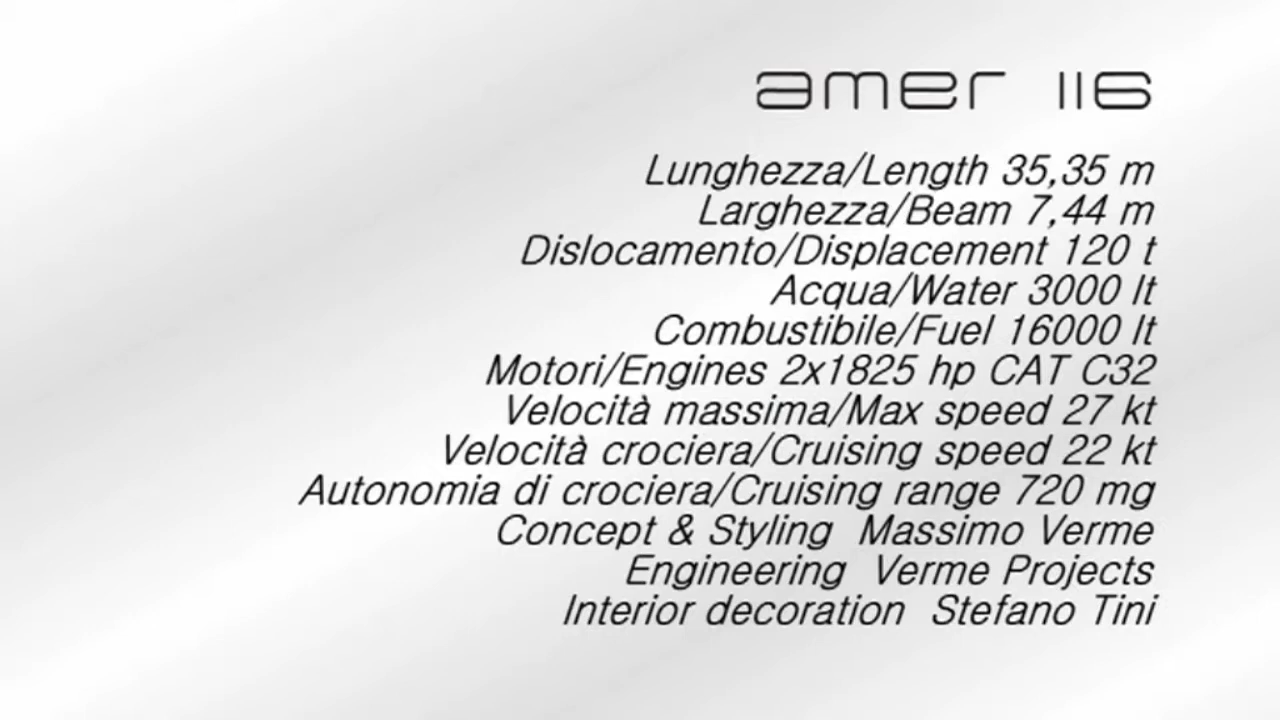 amer 116
Lunghezza/Length 35,35 m
Larghezza/Beam 7,44 m
Dislocamento/Displacement 120 t
Acqua/Water 3000 lt
Combustibile/Fuel 16000 lt
Motori/Engines 2x1825 hp CAT C32
Velocità massima/Max speed 27 kt
Velocità crociera/Cruising speed 22 kt
Autonomia di crociera/Cruising range 720 mg
Concept & Styling Massimo Verme
Engineering Verme Projects
Interior decoration Stefano Tini